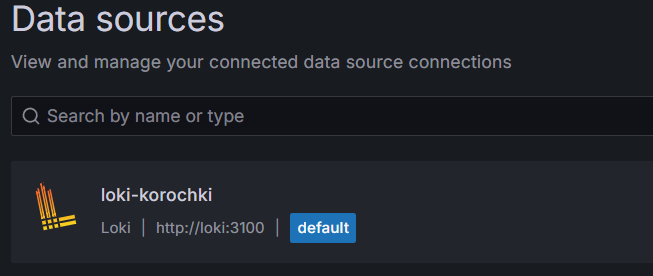 Data sources
View and manage your connected data source connections
Search by name or type
loki-korochki
Loki | http://loki:3100 | default